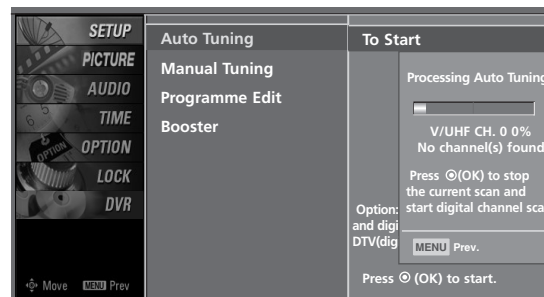 SETUP
PICTURE
AUDIO
TIME
OPTION
LOCK
DVR
Move MENU Prev
Auto Tuning
Manual Tuning
Programme Edit
Booster
To Start
Processing Auto Tuning
V/UHF CH. 0 0%
No channel(s) found
Press (OK) to stop
the current scan and
start digital channel sca
MENU Prev.
Option:
and digi
DTV(dig
Press (OK) to start.